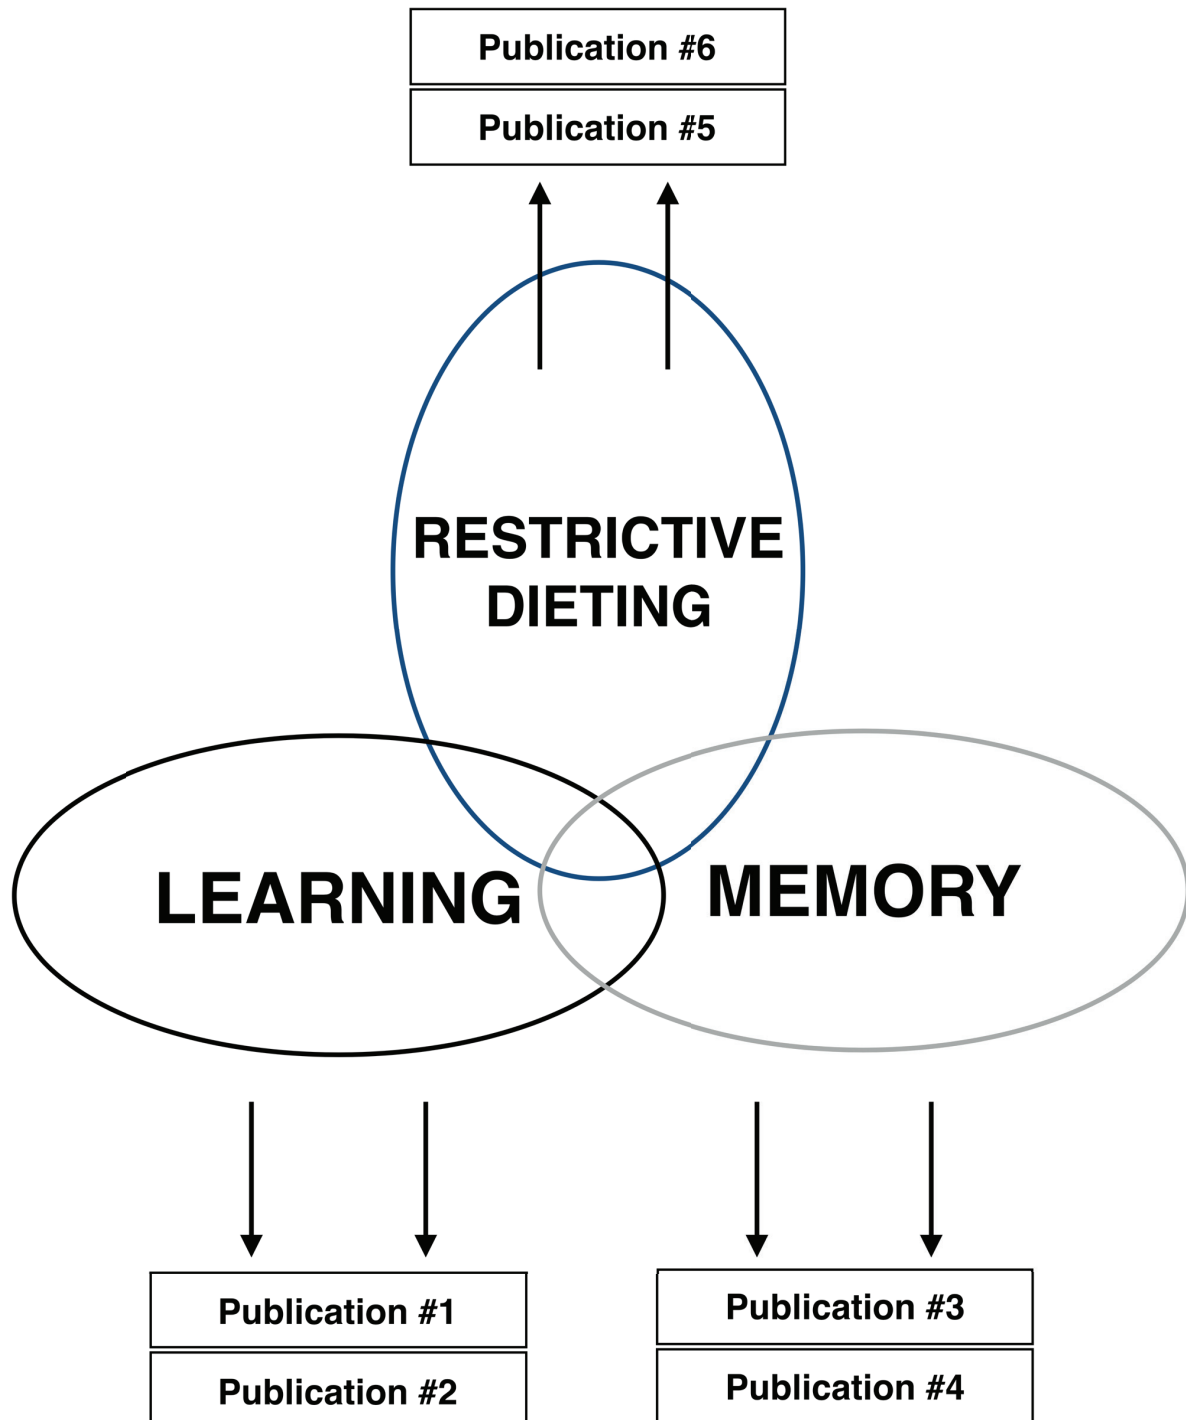 Publication #6
Publication #5
RESTRICTIVE
DIETING
LEARNING
MEMORY
Publication #1
Publication #2
Publication #3
Publication #4